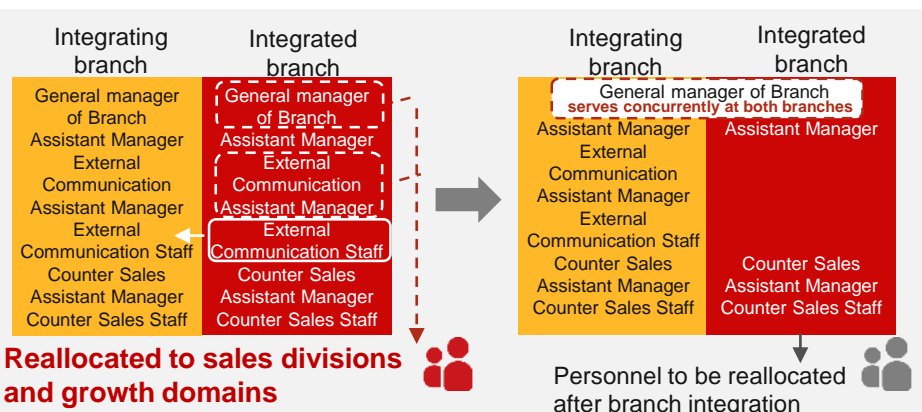 Integrating
branch
General manager
of Branch
Assistant Manager
External
Communication
Assistant Manager
External
Communication Staff
Counter Sales
Assistant Manager
Counter Sales Staff
Integrated
branch
General manager
of Branch
Assistant Manager
External
Communication
Assistant Manager
External
Communication Staff
Counter Sales
Assistant Manager
Counter Sales Staff
Reallocated to sales divisions
and growth domains
Integrating
branch
Integrated
branch
General manager of Branch
serves concurrently at both branches
Assistant Manager
External
Communication
Assistant Manager
External
Communication Staff
Counter Sales
Assistant Manager
Counter Sales Staff
Assistant Manager
Counter Sales
Assistant Manager
Counter Sales Staff
Personnel to be reallocated
after branch integration